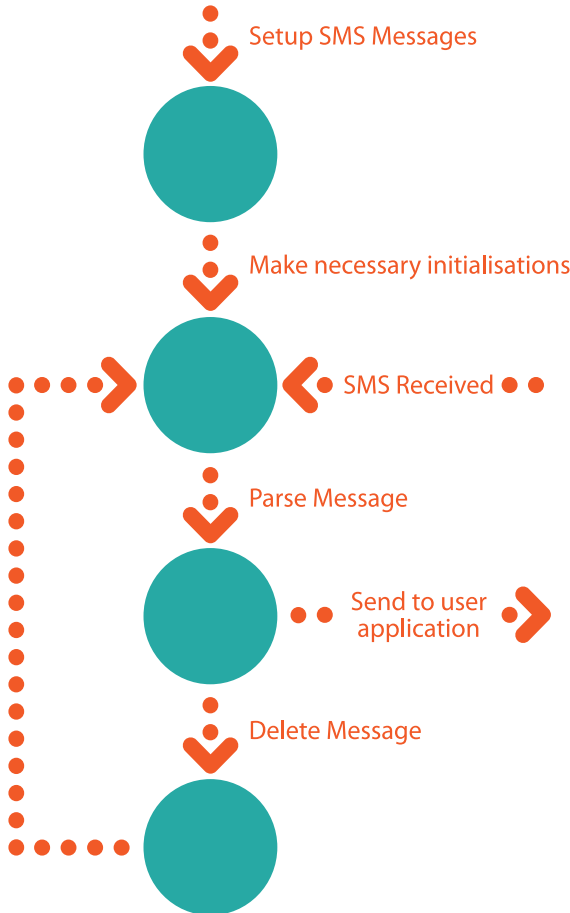 Setup SMS Messages
Make necessary initialisations
SMS Received
Parse Message
Send to user
application
Delete Message